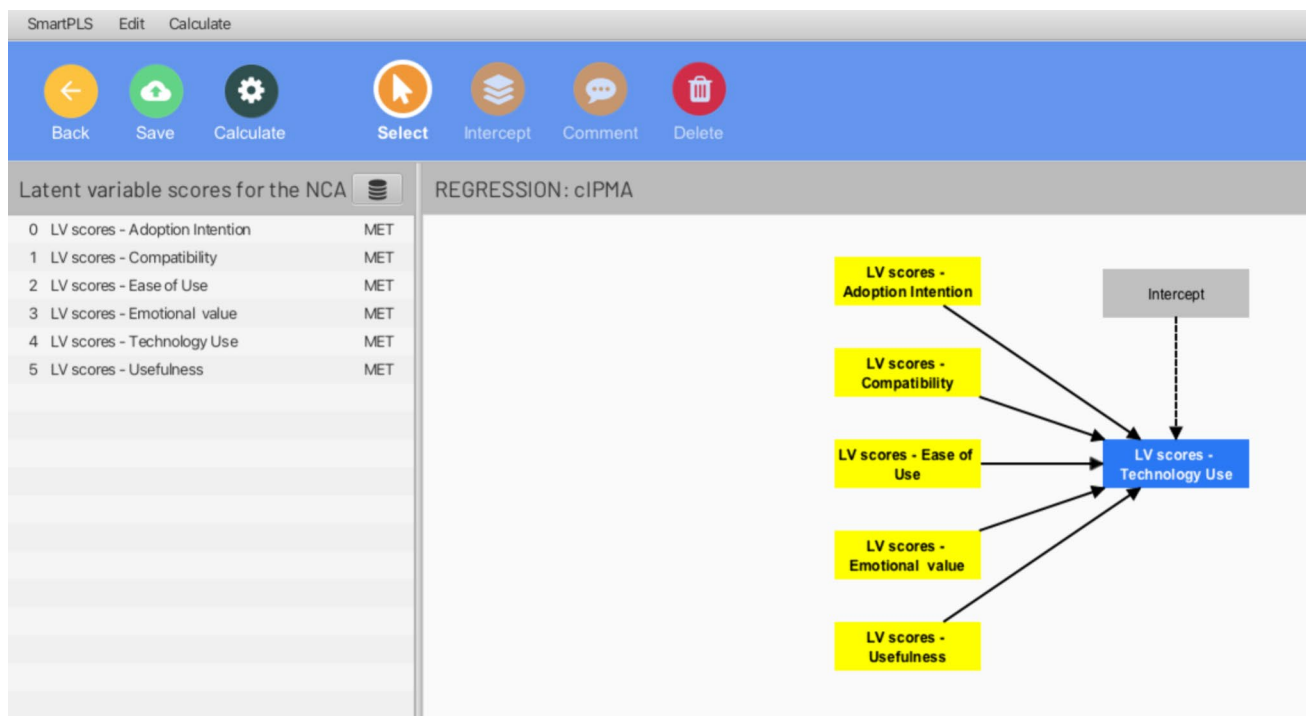 SmartPLS Edit Calculate
Back Save Calculate Select Intercept Comment Delete
Latent variable scores for the NCA
REGRESSION: cIPMA
0 LV scores - Adoption Intention MET
1 LV scores - Compatibility MET
2 LV scores - Ease of Use MET
3 LV scores - Emotional value MET
4 LV scores - Technology Use MET
5 LV scores - Usefulness MET
LV scores -
Adoption Intention
Intercept
LV scores -
Compatibility
LV scores - Ease of
Use
LV scores -
Technology Use
LV scores -
Emotional value
LV scores -
Usefulness